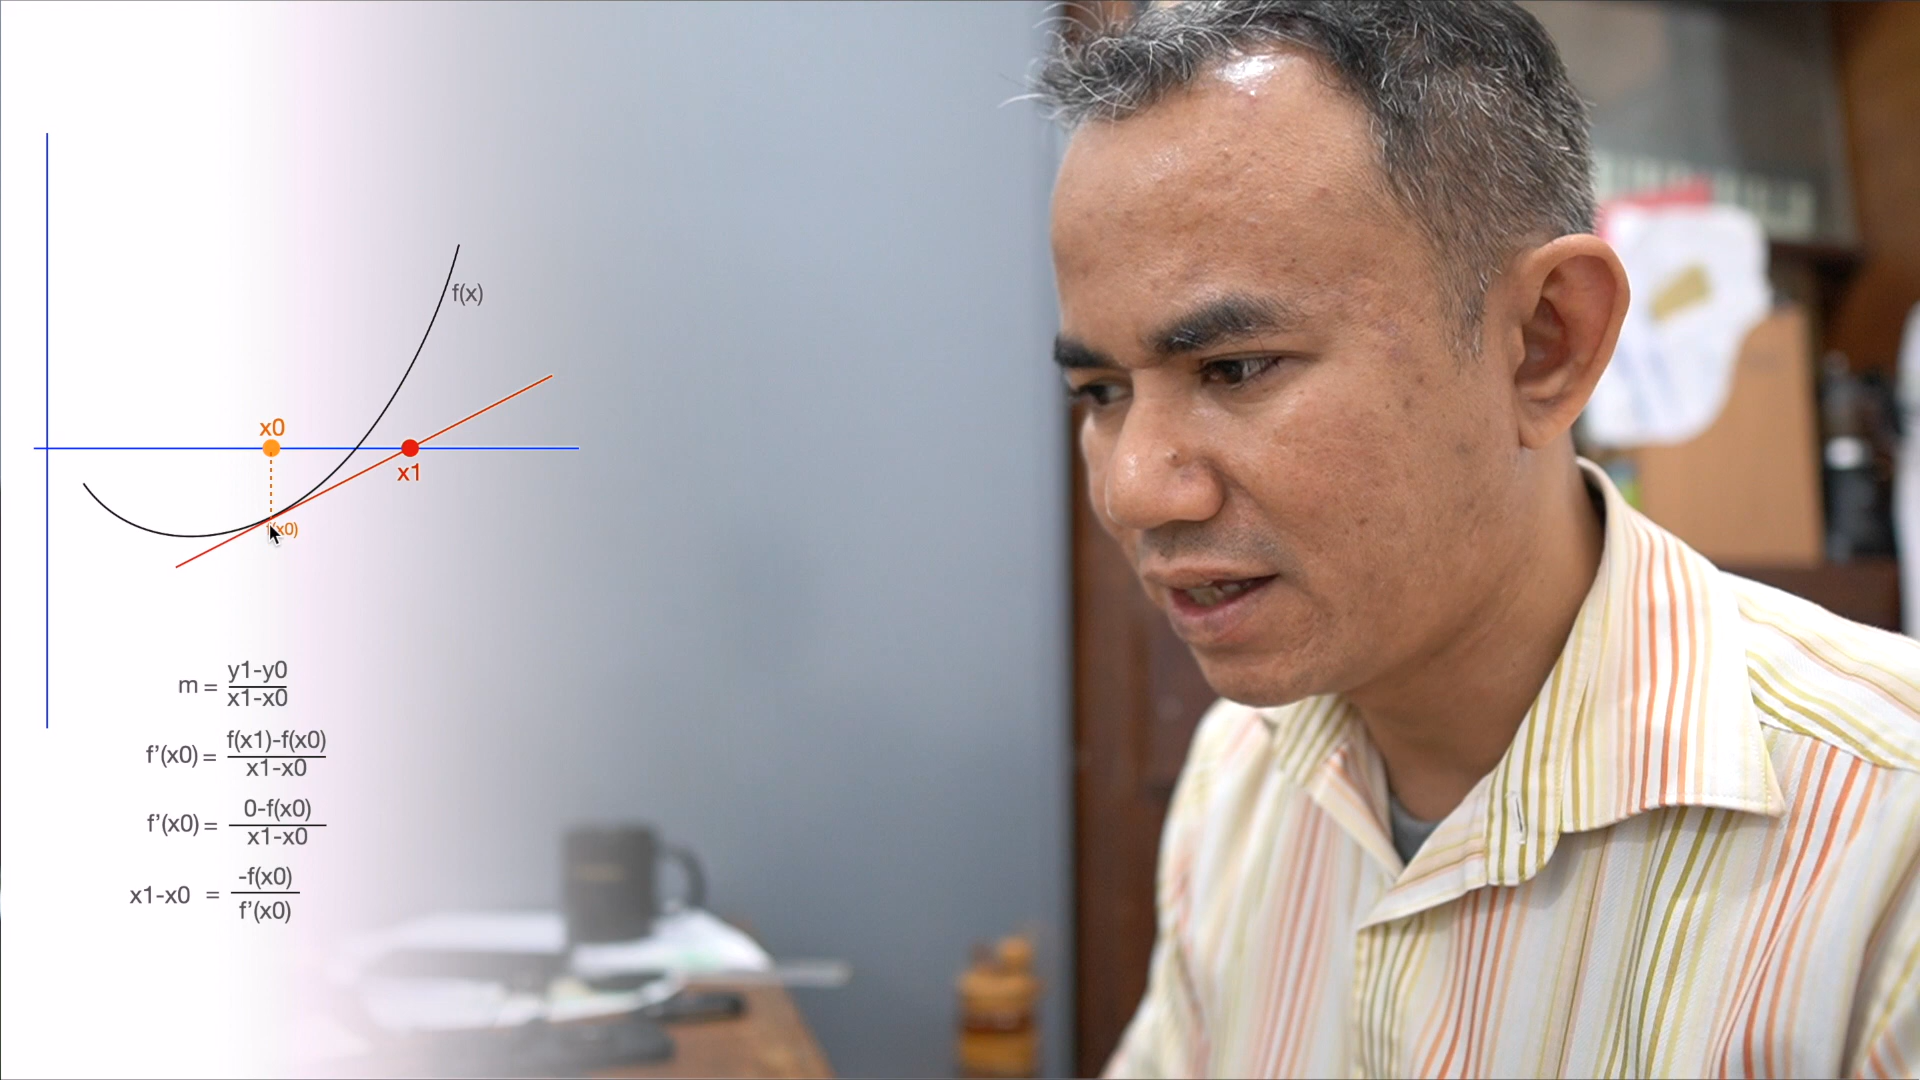 f(x)
x0
x1
(x0)
m = y1-y0
x1-x0
f'(x0) = f(x1)-f(x0)
x1-x0
f'(x0) = 0-f(x0)
x1-x0
x1-x0 = -f(x0)
f'(x0)